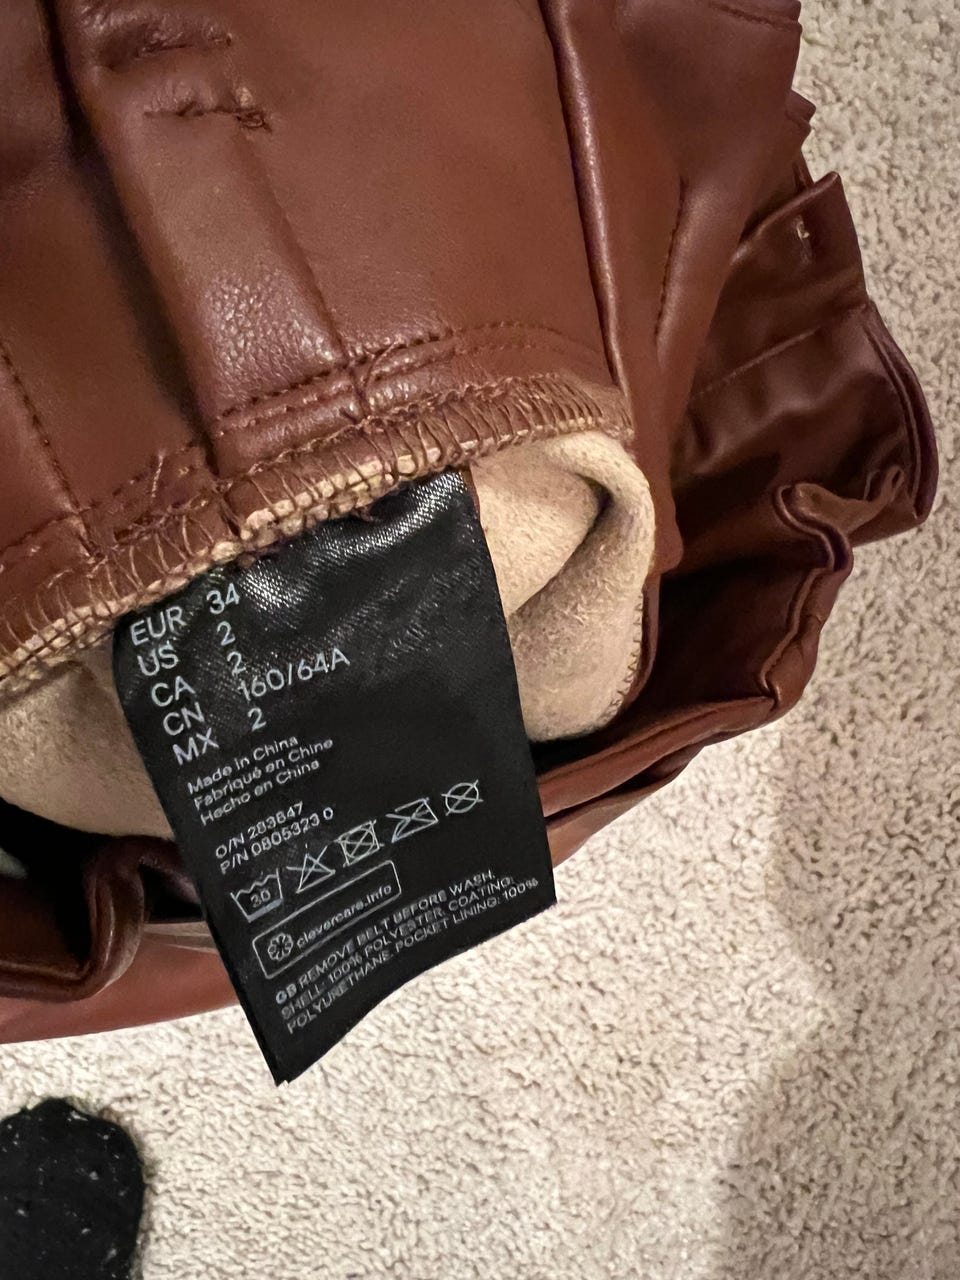 EUR 34
US 2
CA 2
CN 160/64A
MX 2
Made in China
Fabriqué en Chine
Hecho en China
O/N 283847
P/N 0805323 0
30
clevercare.info
GB REMOVE BELT BEFORE WASH.
SHELL: 100% POLYESTER. COATING:
POLYURETHANE. POCKET LINING: 100%